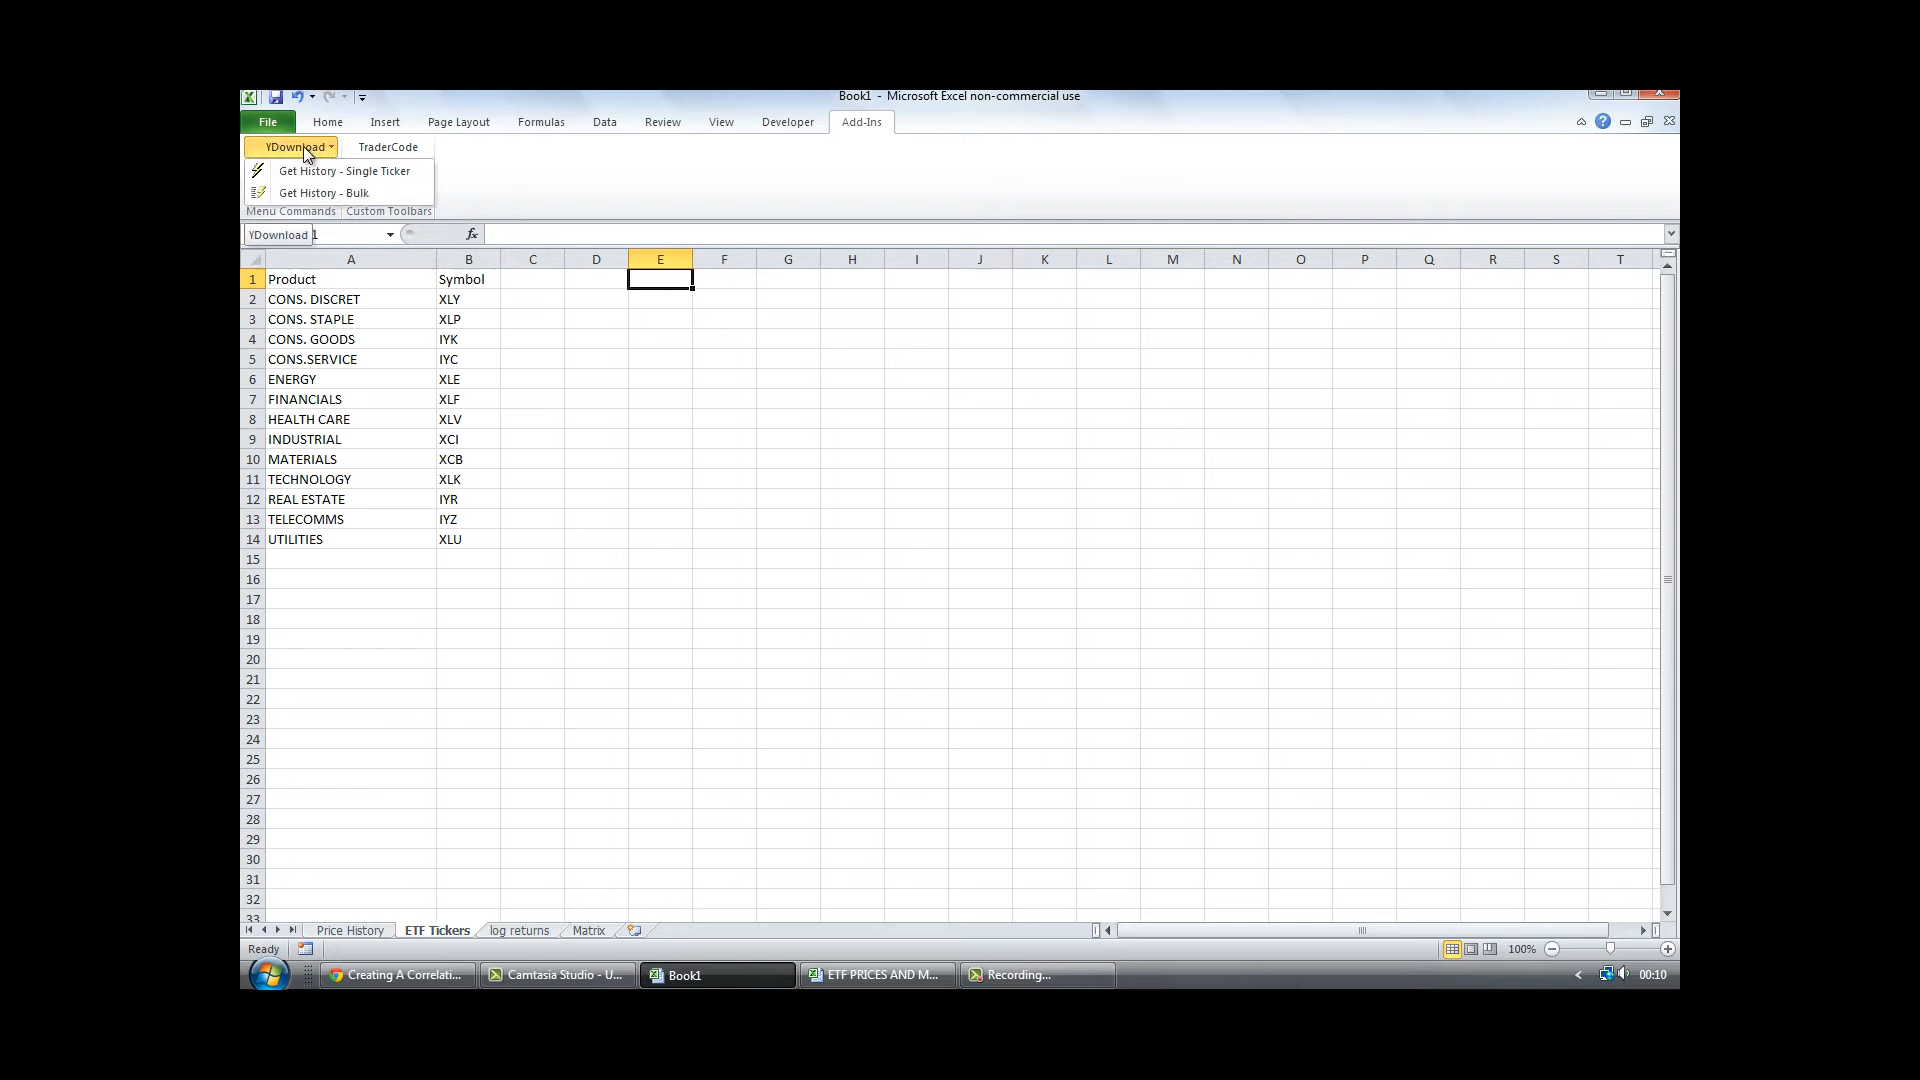 Book1 - Microsoft Excel non-commercial use
File Home Insert Page Layout Formulas Data Review View Developer Add-Ins
YDownload TraderCode
Get History - Single Ticker
Get History - Bulk
Menu Commands Custom Toolbars
YDownload 1 fx
A B C D E F G H I J K L M N O P Q R S T
1 Product Symbol
2 CONS. DISCRET XLY
3 CONS. STAPLE XLP
4 CONS. GOODS IYK
5 CONS.SERVICE IYC
6 ENERGY XLE
7 FINANCIALS XLF
8 HEALTH CARE XLV
9 INDUSTRIAL XCI
10 MATERIALS XCB
11 TECHNOLOGY XLK
12 REAL ESTATE IYR
13 TELECOMMS IYZ
14 UTILITIES XLU
15
16
17
18
19
20
21
22
23
24
25
26
27
28
29
30
31
32
33
Price History ETF Tickers log returns Matrix
Ready 100%
Creating A Correlati... Camtasia Studio - U... Book1 ETF PRICES AND M... Recording... 00:10